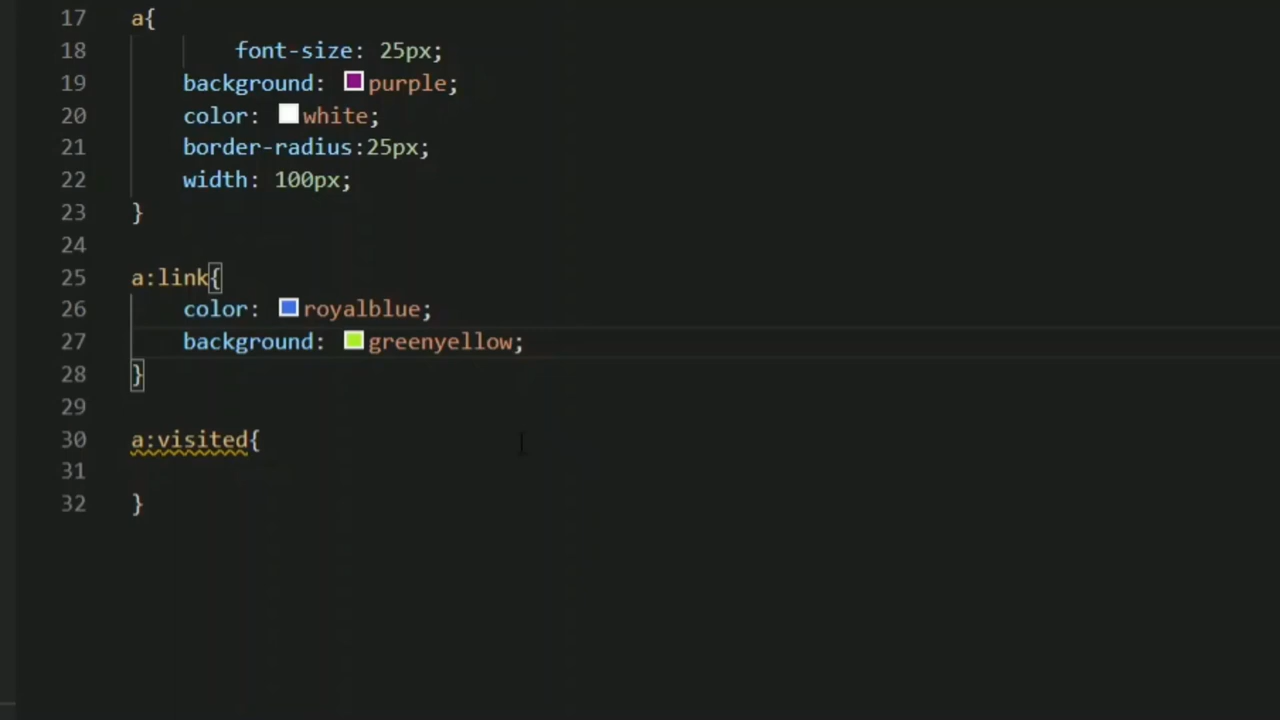 17 a{
18 font-size: 25px;
19 background: purple;
20 color: white;
21 border-radius:25px;
22 width: 100px;
23 }
24
25 a:link{
26 color: royalblue;
27 background: greenyellow;
28 }
29
30 a:visited{
31
32 }